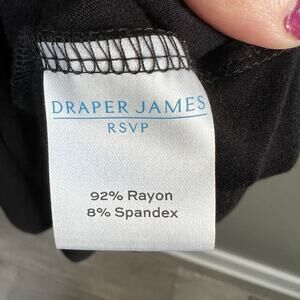 DRAPER JAMES
RSVP
92% Rayon
8% Spandex